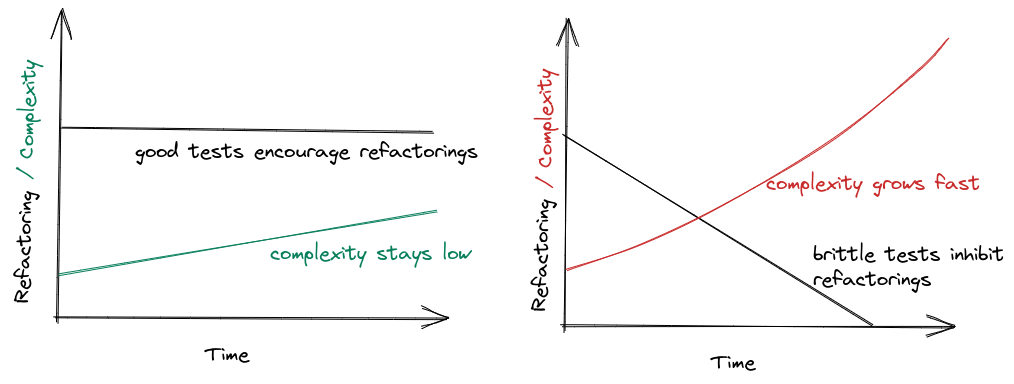 Refactoring / Complexity
good tests encourage refactorings
complexity stays low
Time
Refactoring / Complexity
complexity grows fast
brittle tests inhibit
refactorings
Time